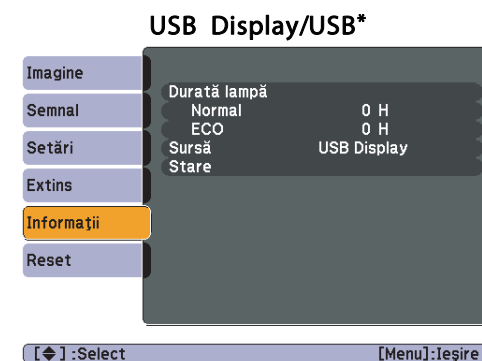 USB Display/USB*
Imagine
Semnal
Setări
Extins
Informaţii
Reset
Durată lampă
Normal 0 H
ECO 0 H
Sursă USB Display
Stare
[◆] :Select [Menu]:Ieşire